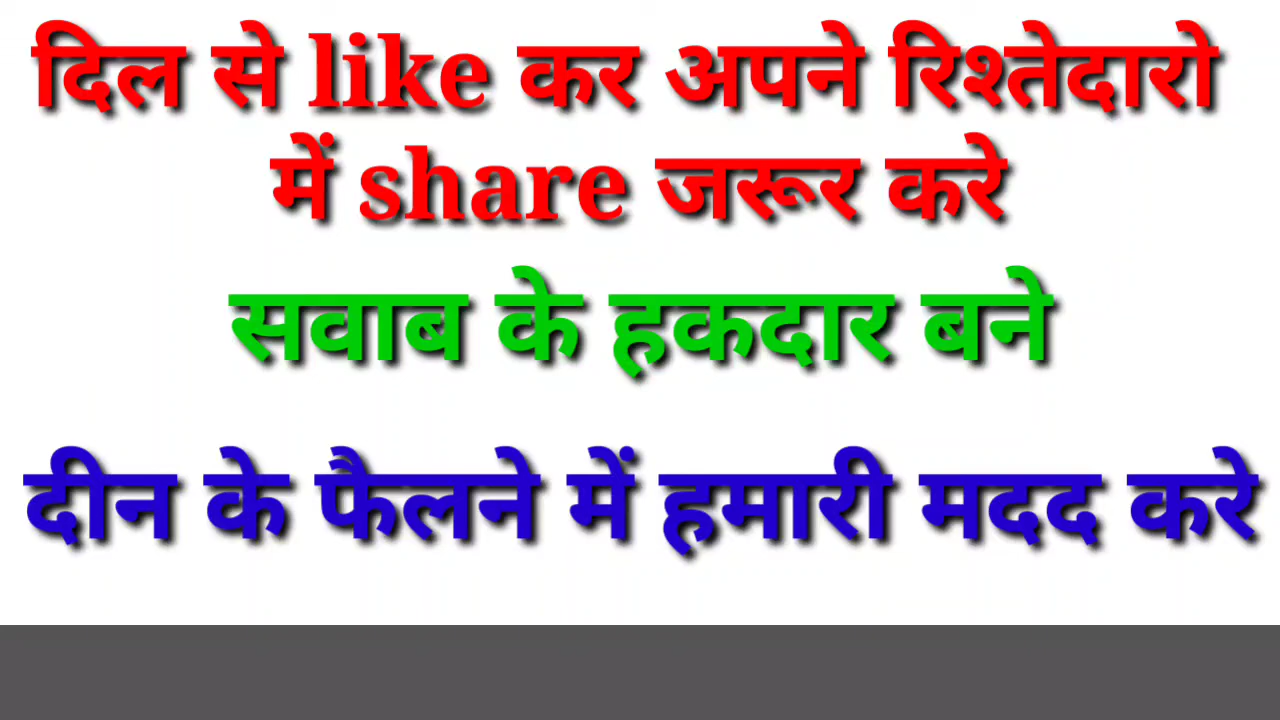 दिल से like कर अपने रिश्तेदारो
में share जरूर करे
सवाब के हकदार बने
दीन के फैलने में हमारी मदद करे